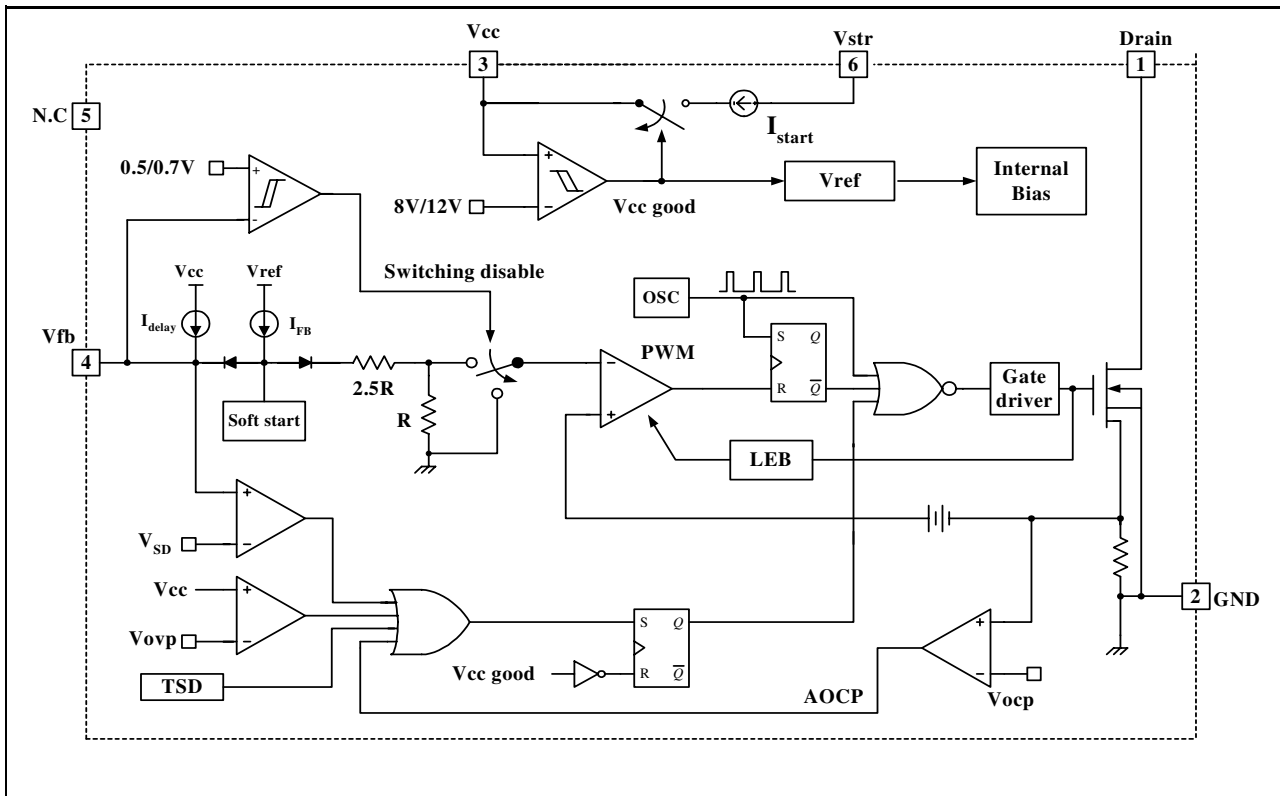 Vcc
3
Vstr
6
Drain
1
N.C
5
I start
0.5/0.7V
+
-
+
−
8V/12V
Vcc good
Vref
Internal
Bias
Switching disable
Vcc
Vref
I delay
I FB
Vfb
4
OSC
PWM
S Q
R Q
−
+
Gate
driver
2.5R
R
Soft start
LEB
+
−
V SD
Vcc
+
Vovp
−
TSD
S Q
R Q
Vcc good
AOCP
+
−
Vocp
2
GND